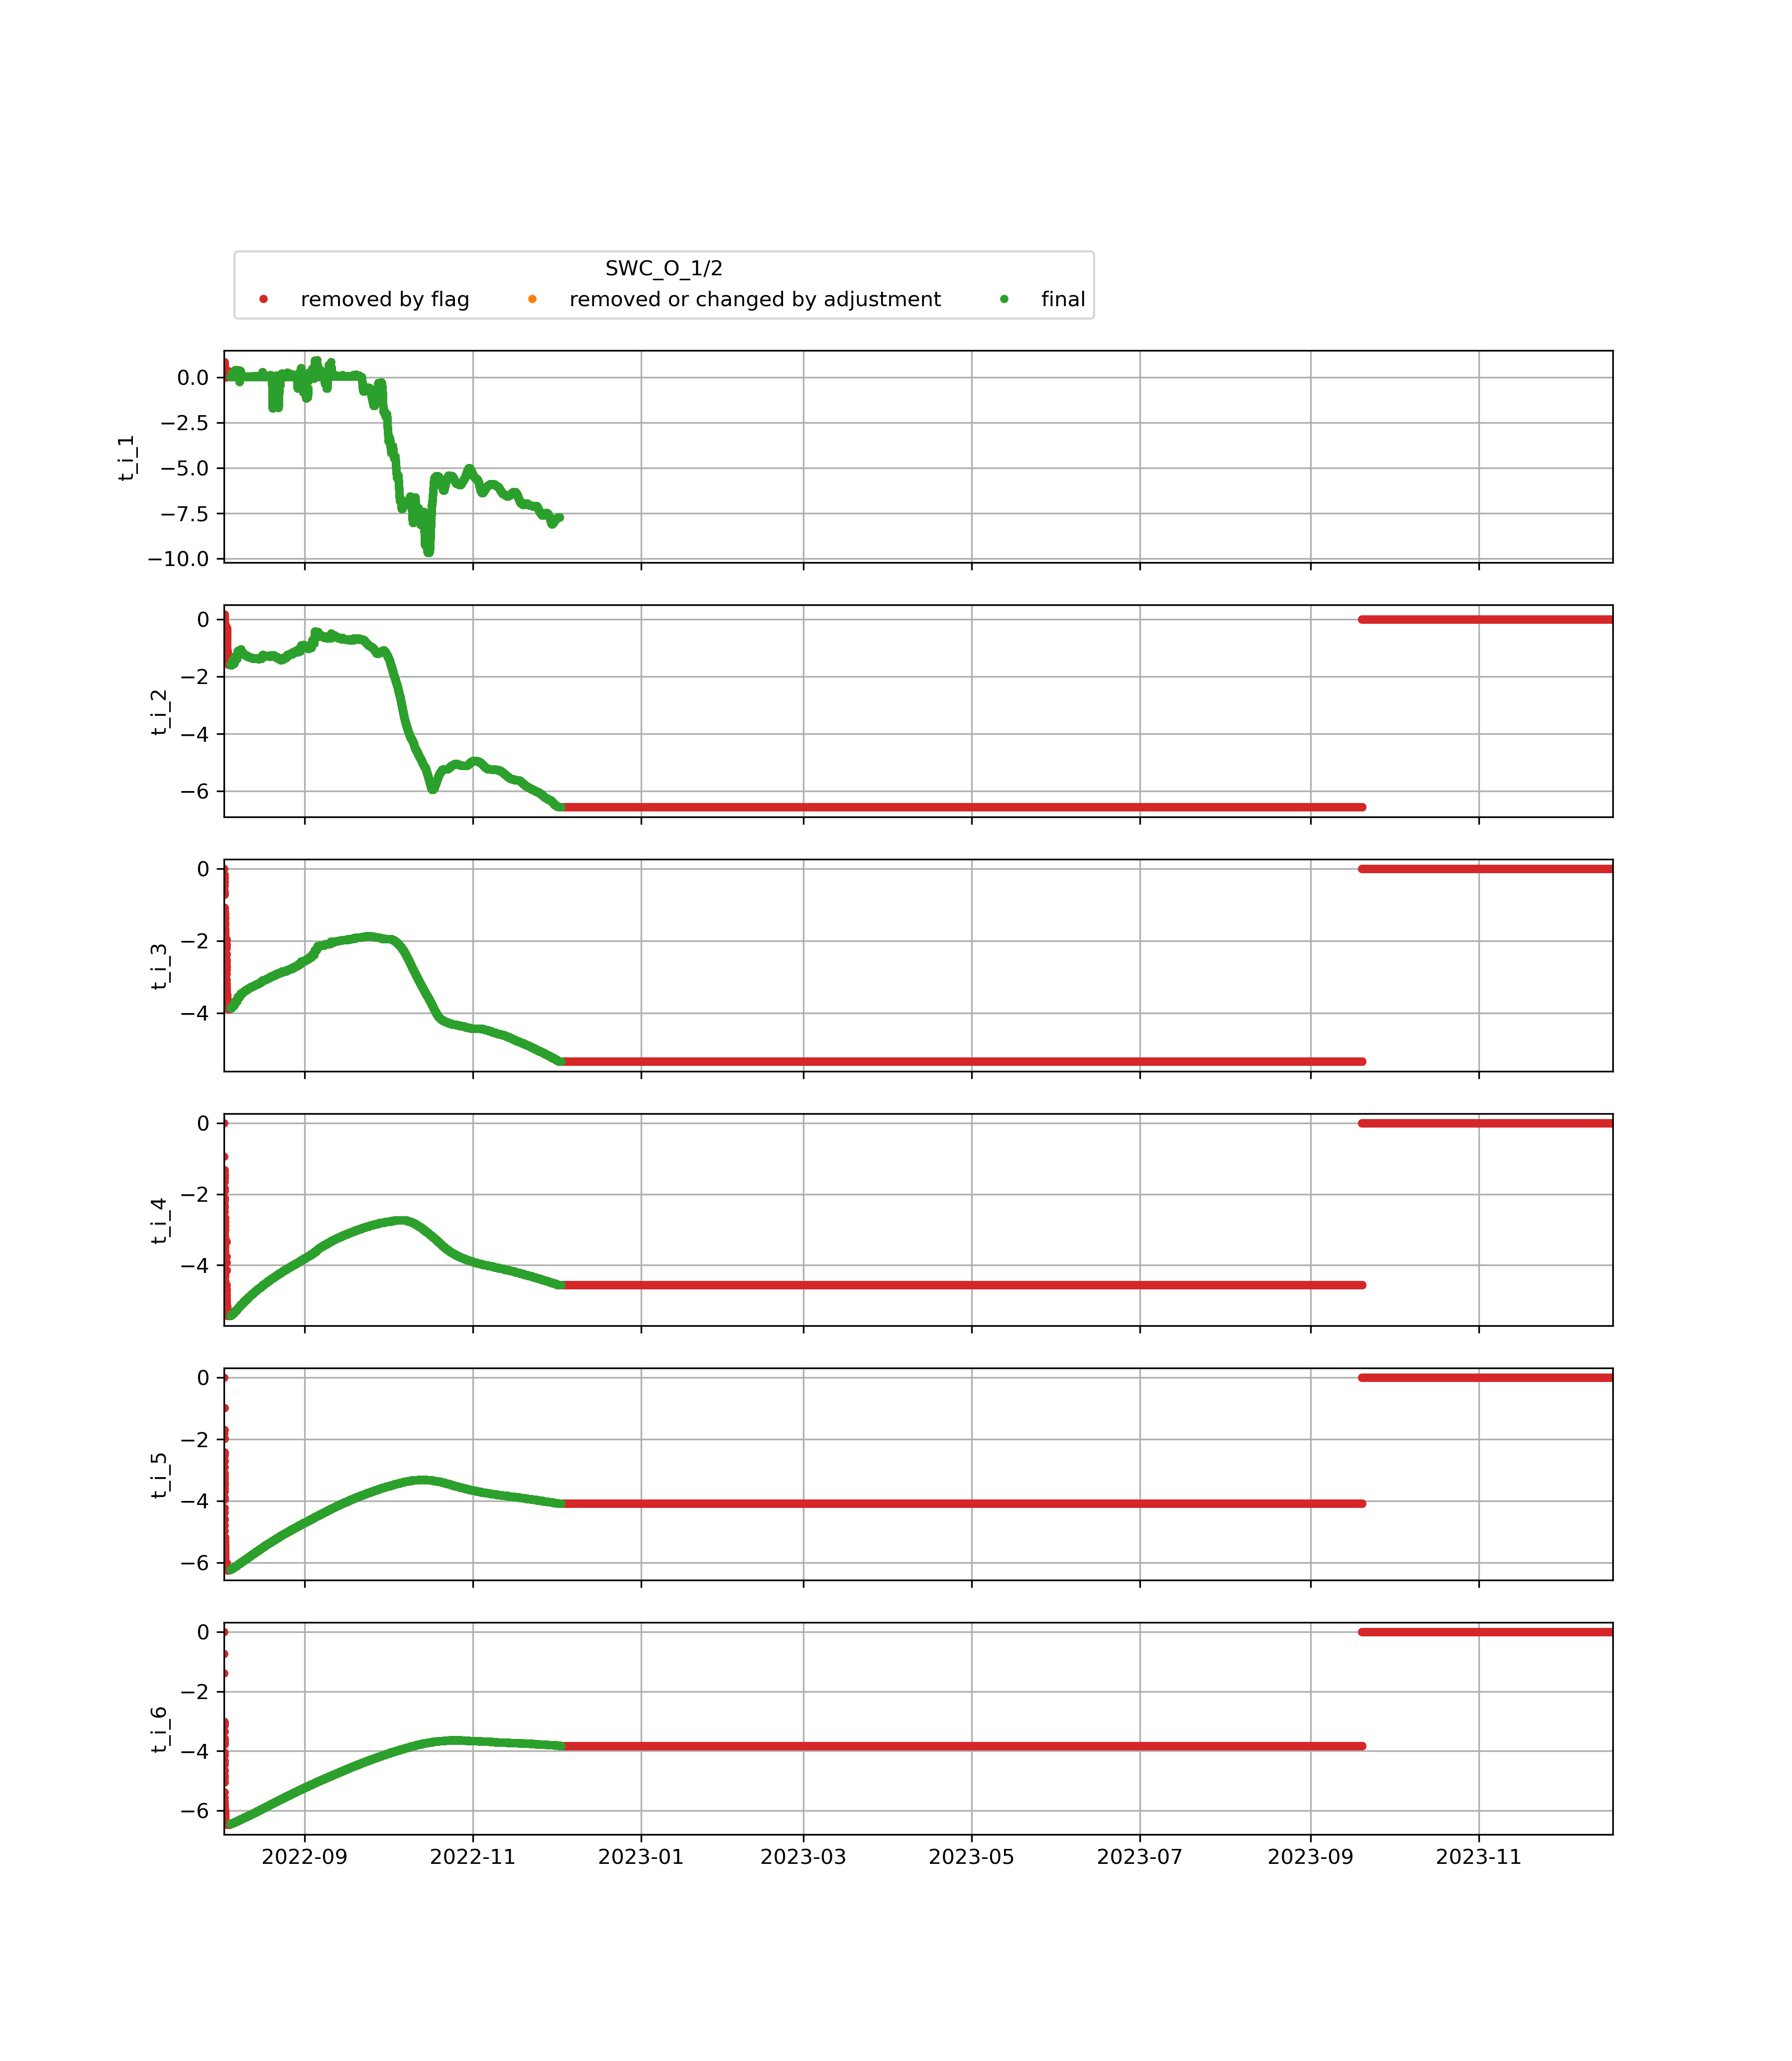 SWC_O_1/2
removed by flag removed or changed by adjustment final
0.0
−2.5
−5.0
−7.5
−10.0
t_i_1
0
−2
−4
−6
t_i_2
0
−2
−4
t_i_3
0
−2
−4
t_i_4
0
−2
−4
−6
t_i_5
0
−2
−4
−6
t_i_6
2022-09 2022-11 2023-01 2023-03 2023-05 2023-07 2023-09 2023-11